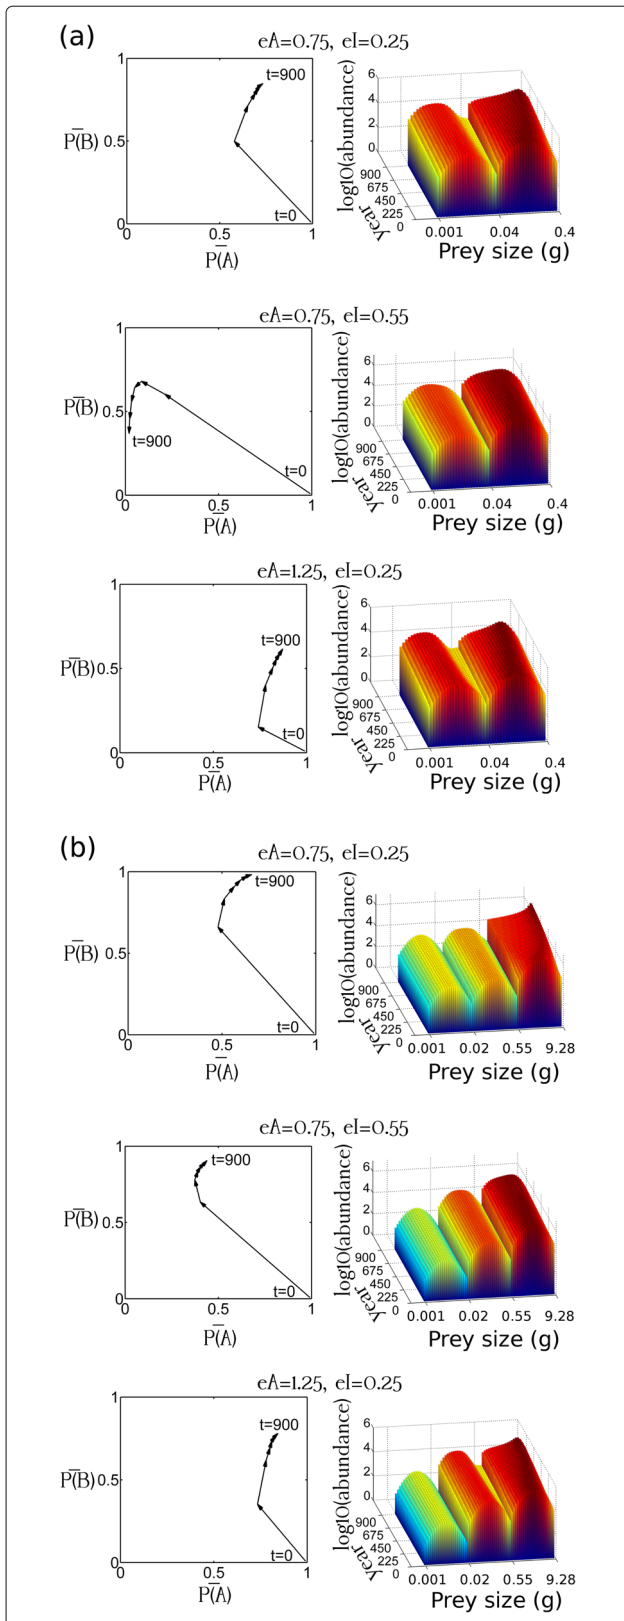 (a)
eA=0.75, eI=0.25
1
t=900
P̅(B)
0.5
t=0
0
0
0.5
1
P̅(A)
log10(abundance)
6
4
2
0
900
675
450
225
0
year
0.001
0.04
0.4
Prey size (g)
eA=0.75, eI=0.55
1
P̅(B)
0.5
t=900
t=0
0
0
0.5
1
P̅(A)
log10(abundance)
6
4
2
0
900
675
450
225
0
year
0.001
0.04
0.4
Prey size (g)
eA=1.25, eI=0.25
1
t=900
P̅(B)
0.5
t=0
0
0
0.5
1
P̅(A)
log10(abundance)
6
4
2
0
900
675
450
225
0
year
0.001
0.04
0.4
Prey size (g)
(b)
eA=0.75, eI=0.25
1
t=900
P̅(B)
0.5
t=0
0
0
0.5
1
P̅(A)
log10(abundance)
6
4
2
0
900
675
450
225
0
year
0.001
0.02
0.55
9.28
Prey size (g)
eA=0.75, eI=0.55
1
t=900
P̅(B)
0.5
t=0
0
0
0.5
1
P̅(A)
log10(abundance)
6
4
2
0
900
675
450
225
0
year
0.001
0.02
0.55
9.28
Prey size (g)
eA=1.25, eI=0.25
1
t=900
P̅(B)
0.5
t=0
0
0
0.5
1
P̅(A)
log10(abundance)
6
4
2
0
900
675
450
225
0
year
0.001
0.02
0.55
9.28
Prey size (g)